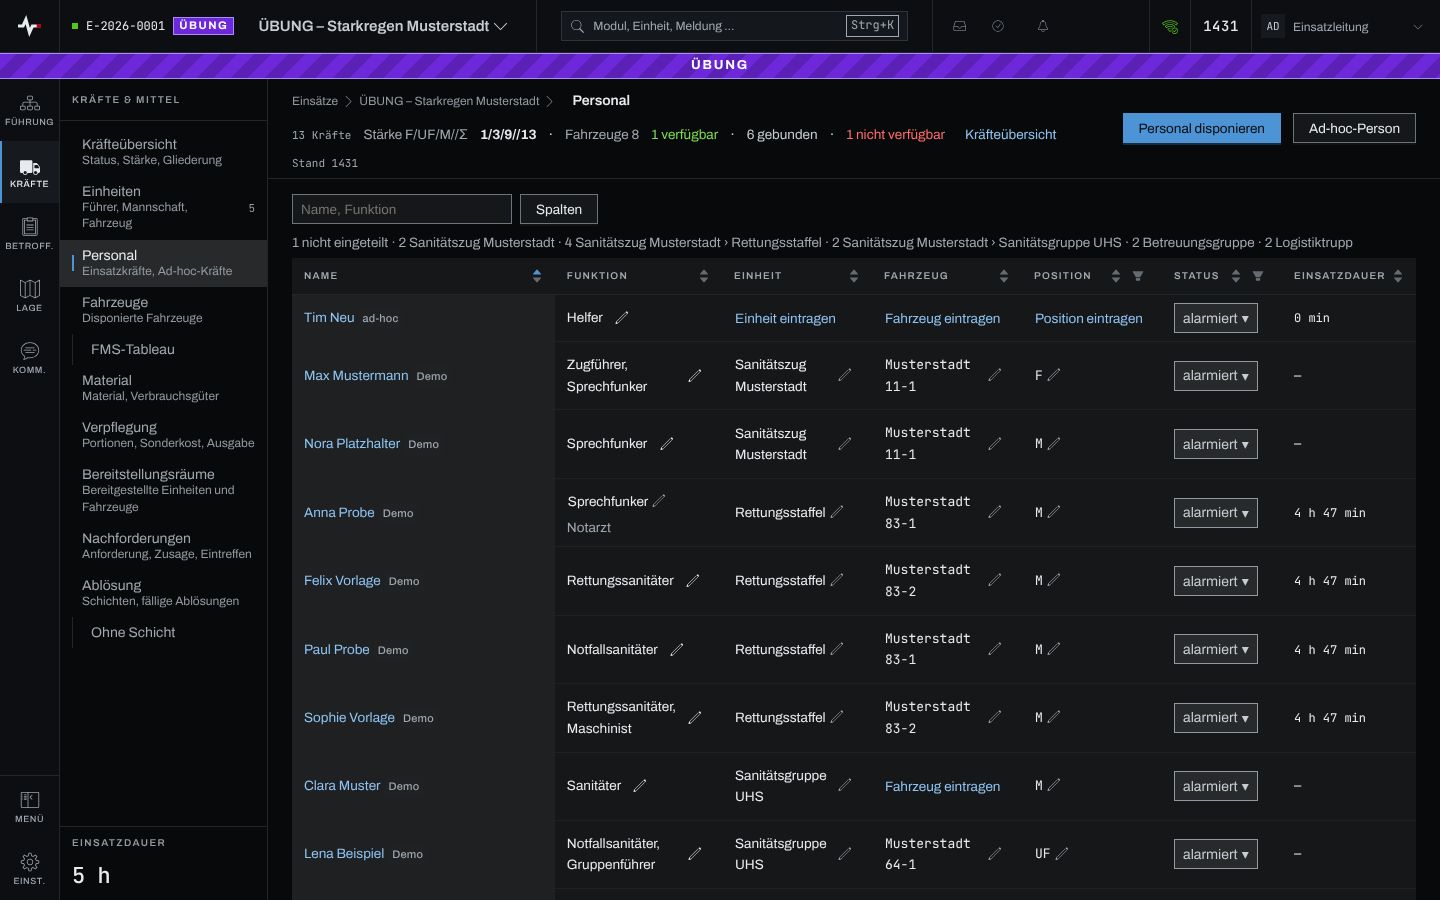 E-2026-0001 ÜBUNG ÜBUNG – Starkregen Musterstadt Modul, Einheit, Meldung ... Strg+K 1431 AD Einsatzleitung
ÜBUNG
FÜHRUNG
KRÄFTE
BETROFF.
LAGE
KOMM.
MENÜ
EINST.
KRÄFTE & MITTEL
Kräfteübersicht
Status, Stärke, Gliederung
Einheiten
Führer, Mannschaft,
Fahrzeug
5
Personal
Einsatzkräfte, Ad-hoc-Kräfte
Fahrzeuge
Disponierte Fahrzeuge
FMS-Tableau
Material
Material, Verbrauchsgüter
Verpflegung
Portionen, Sonderkost, Ausgabe
Bereitstellungsräume
Bereitgestellte Einheiten und
Fahrzeuge
Nachforderungen
Anforderung, Zusage, Eintreffen
Ablösung
Schichten, fällige Ablösungen
Ohne Schicht
EINSATZDAUER
5 h
Einsätze ÜBUNG – Starkregen Musterstadt Personal
13 Kräfte Stärke F/UF/M//Σ 1/3/9//13 · Fahrzeuge 8 1 verfügbar · 6 gebunden · 1 nicht verfügbar Kräfteübersicht
Stand 1431
Personal disponieren Ad-hoc-Person
Name, Funktion Spalten
1 nicht eingeteilt · 2 Sanitätszug Musterstadt · 4 Sanitätszug Musterstadt › Rettungsstaffel · 2 Sanitätszug Musterstadt › Sanitätsgruppe UHS · 2 Betreuungsgruppe · 2 Logistiktrupp
NAME FUNKTION EINHEIT FAHRZEUG POSITION STATUS EINSATZDAUER
Tim Neu ad-hoc Helfer Einheit eintragen Fahrzeug eintragen Position eintragen alarmiert ▾ 0 min
Max Mustermann Demo
Zugführer,
Sprechfunker
Sanitätszug
Musterstadt
Musterstadt
11-1
F alarmiert ▾ –
Nora Platzhalter Demo Sprechfunker
Sanitätszug
Musterstadt
Musterstadt
11-1
M alarmiert ▾ –
Anna Probe Demo
Sprechfunker
Notarzt
Rettungsstaffel
Musterstadt
83-1
M alarmiert ▾ 4 h 47 min
Felix Vorlage Demo Rettungssanitäter Rettungsstaffel
Musterstadt
83-2
M alarmiert ▾ 4 h 47 min
Paul Probe Demo Notfallsanitäter Rettungsstaffel
Musterstadt
83-1
M alarmiert ▾ 4 h 47 min
Sophie Vorlage Demo
Rettungssanitäter,
Maschinist
Rettungsstaffel
Musterstadt
83-2
M alarmiert ▾ 4 h 47 min
Clara Muster Demo Sanitäter
Sanitätsgruppe
UHS
Fahrzeug eintragen M alarmiert ▾ –
Lena Beispiel Demo
Notfallsanitäter,
Gruppenführer
Sanitätsgruppe
UHS
Musterstadt
64-1
UF alarmiert ▾ –